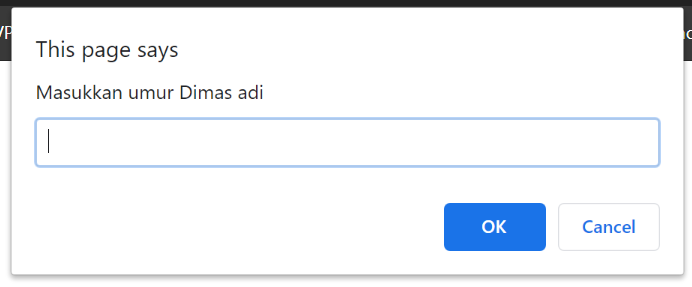 This page says
Masukkan umur Dimas adi
OK
Cancel